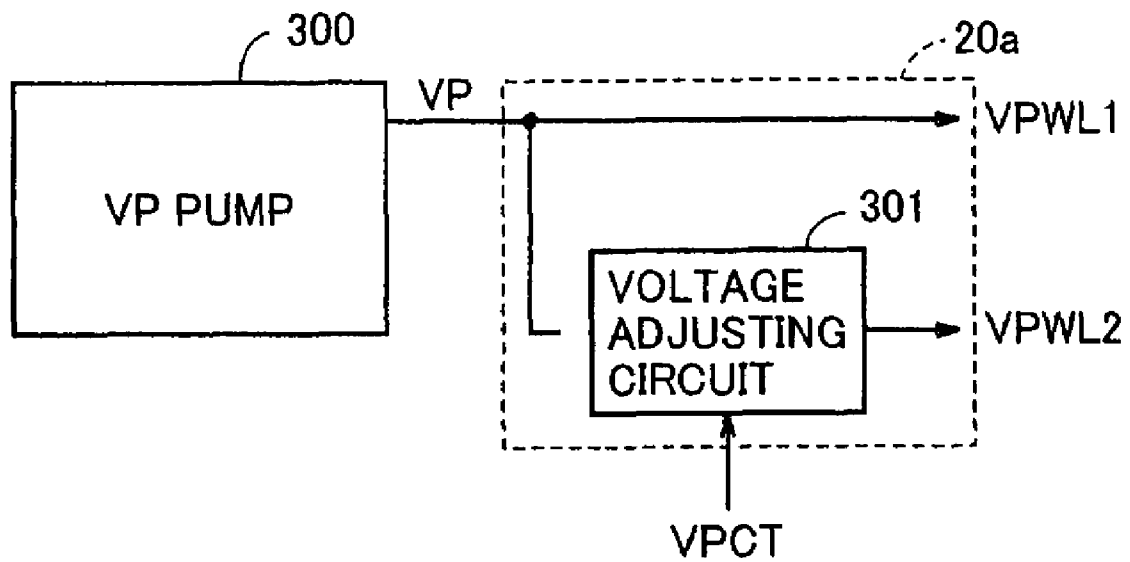 300
20a
VP
VPWL1
VP PUMP
301
VOLTAGE
ADJUSTING
CIRCUIT
VPWL2
VPCT